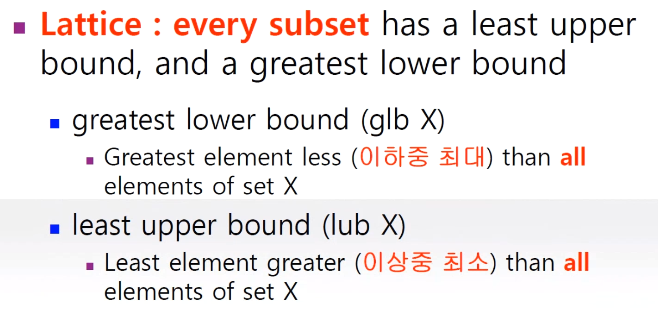 Lattice : every subset has a least upper
bound, and a greatest lower bound
greatest lower bound (glb X)
Greatest element less (이하중 최대) than all
elements of set X
least upper bound (lub X)
Least element greater (이상중 최소) than all
elements of set X